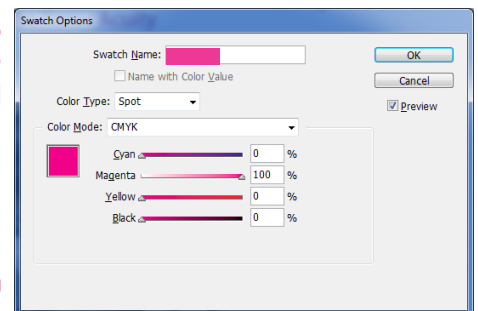 Swatch Options
Swatch Name:
OK
Name with Color Value
Cancel
Color Type: Spot
Preview
Color Mode: CMYK
Cyan 0 %
Magenta 100 %
Yellow 0 %
Black 0 %